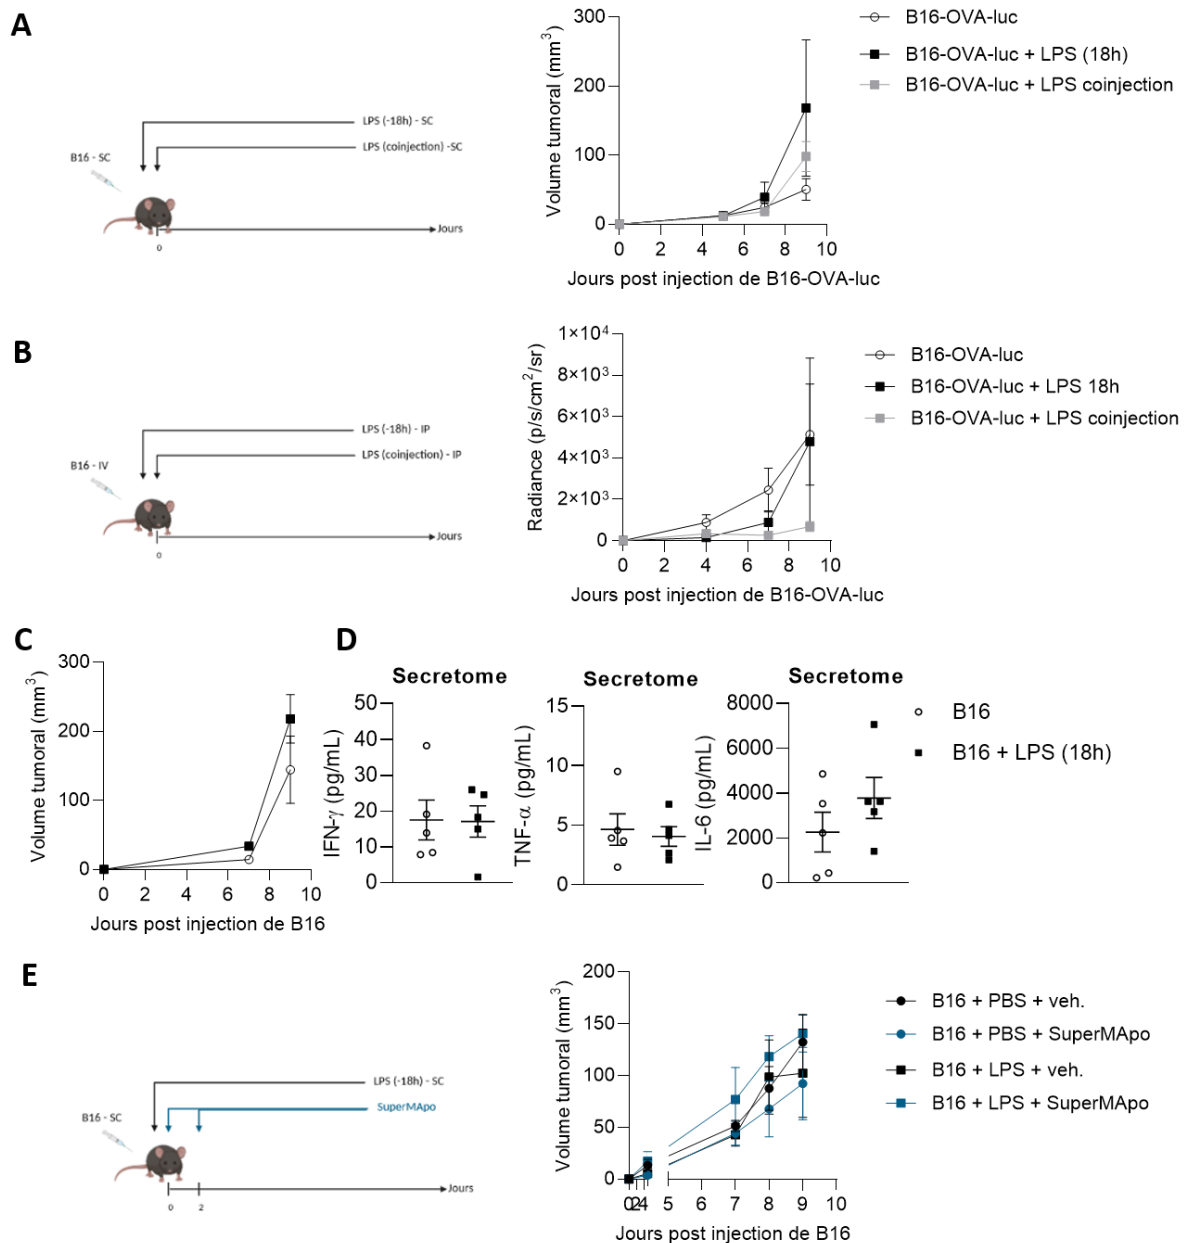 A
B16 - SC
LPS (-18h) - SC
LPS (coinjection) -SC
0
Jours
Volume tumoral (mm³)
300
200
100
0
0 2 4 6 8 10
Jours post injection de B16-OVA-luc
B16-OVA-luc
B16-OVA-luc + LPS (18h)
B16-OVA-luc + LPS coinjection
B
B16 - IV
LPS (-18h) - IP
LPS (coinjection) - IP
0
Jours
Radiance (p/s/cm²/sr)
1×10⁴
8×10³
6×10³
4×10³
2×10³
0
0 2 4 6 8 10
Jours post injection de B16-OVA-luc
B16-OVA-luc
B16-OVA-luc + LPS 18h
B16-OVA-luc + LPS coinjection
C
Volume tumoral (mm³)
300
200
100
0
0 2 4 6 8 10
Jours post injection de B16
D
Secretome
IFN-γ (pg/mL)
50
40
30
20
10
0
Secretome
TNF-α (pg/mL)
15
10
5
0
Secretome
IL-6 (pg/mL)
8000
6000
4000
2000
0
B16
B16 + LPS (18h)
E
B16 - SC
LPS (-18h) - SC
SuperMApo
0 2
Jours
Volume tumoral (mm³)
200
150
100
50
0
0 2 4 5 6 7 8 9 10
Jours post injection de B16
B16 + PBS + veh.
B16 + PBS + SuperMApo
B16 + LPS + veh.
B16 + LPS + SuperMApo